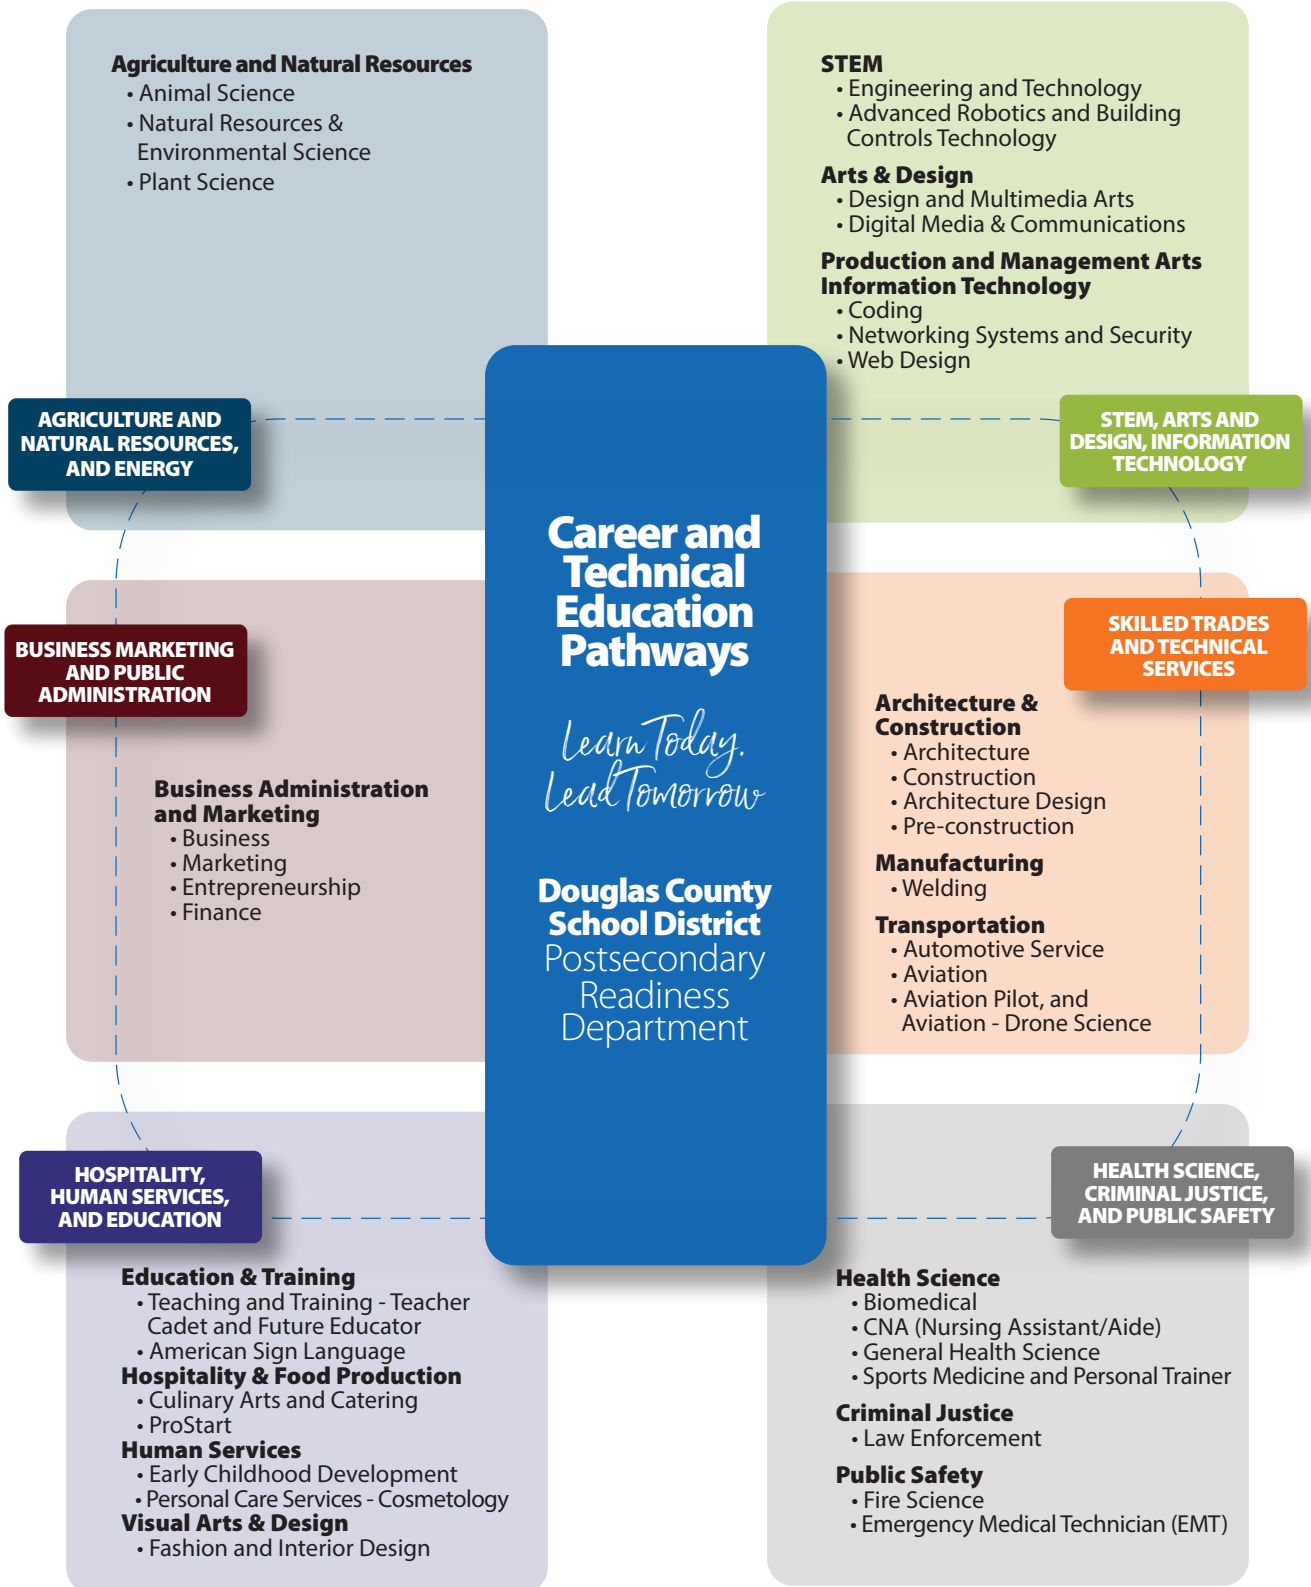 Agriculture and Natural Resources
• Animal Science
• Natural Resources &
Environmental Science
• Plant Science
AGRICULTURE AND
NATURAL RESOURCES,
AND ENERGY
STEM
• Engineering and Technology
• Advanced Robotics and Building
Controls Technology
Arts & Design
• Design and Multimedia Arts
• Digital Media & Communications
Production and Management Arts
Information Technology
• Coding
• Networking Systems and Security
• Web Design
STEM, ARTS AND
DESIGN, INFORMATION
TECHNOLOGY
Career and
Technical
Education
Pathways
Learn Today.
Lead Tomorrow
Douglas County
School District
Postsecondary
Readiness
Department
BUSINESS MARKETING
AND PUBLIC
ADMINISTRATION
Business Administration
and Marketing
• Business
• Marketing
• Entrepreneurship
• Finance
SKILLED TRADES
AND TECHNICAL
SERVICES
Architecture &
Construction
• Architecture
• Construction
• Architecture Design
• Pre-construction
Manufacturing
• Welding
Transportation
• Automotive Service
• Aviation
• Aviation Pilot, and
Aviation - Drone Science
HOSPITALITY,
HUMAN SERVICES,
AND EDUCATION
Education & Training
• Teaching and Training - Teacher
Cadet and Future Educator
• American Sign Language
Hospitality & Food Production
• Culinary Arts and Catering
• ProStart
Human Services
• Early Childhood Development
• Personal Care Services - Cosmetology
Visual Arts & Design
• Fashion and Interior Design
HEALTH SCIENCE,
CRIMINAL JUSTICE,
AND PUBLIC SAFETY
Health Science
• Biomedical
• CNA (Nursing Assistant/Aide)
• General Health Science
• Sports Medicine and Personal Trainer
Criminal Justice
• Law Enforcement
Public Safety
• Fire Science
• Emergency Medical Technician (EMT)